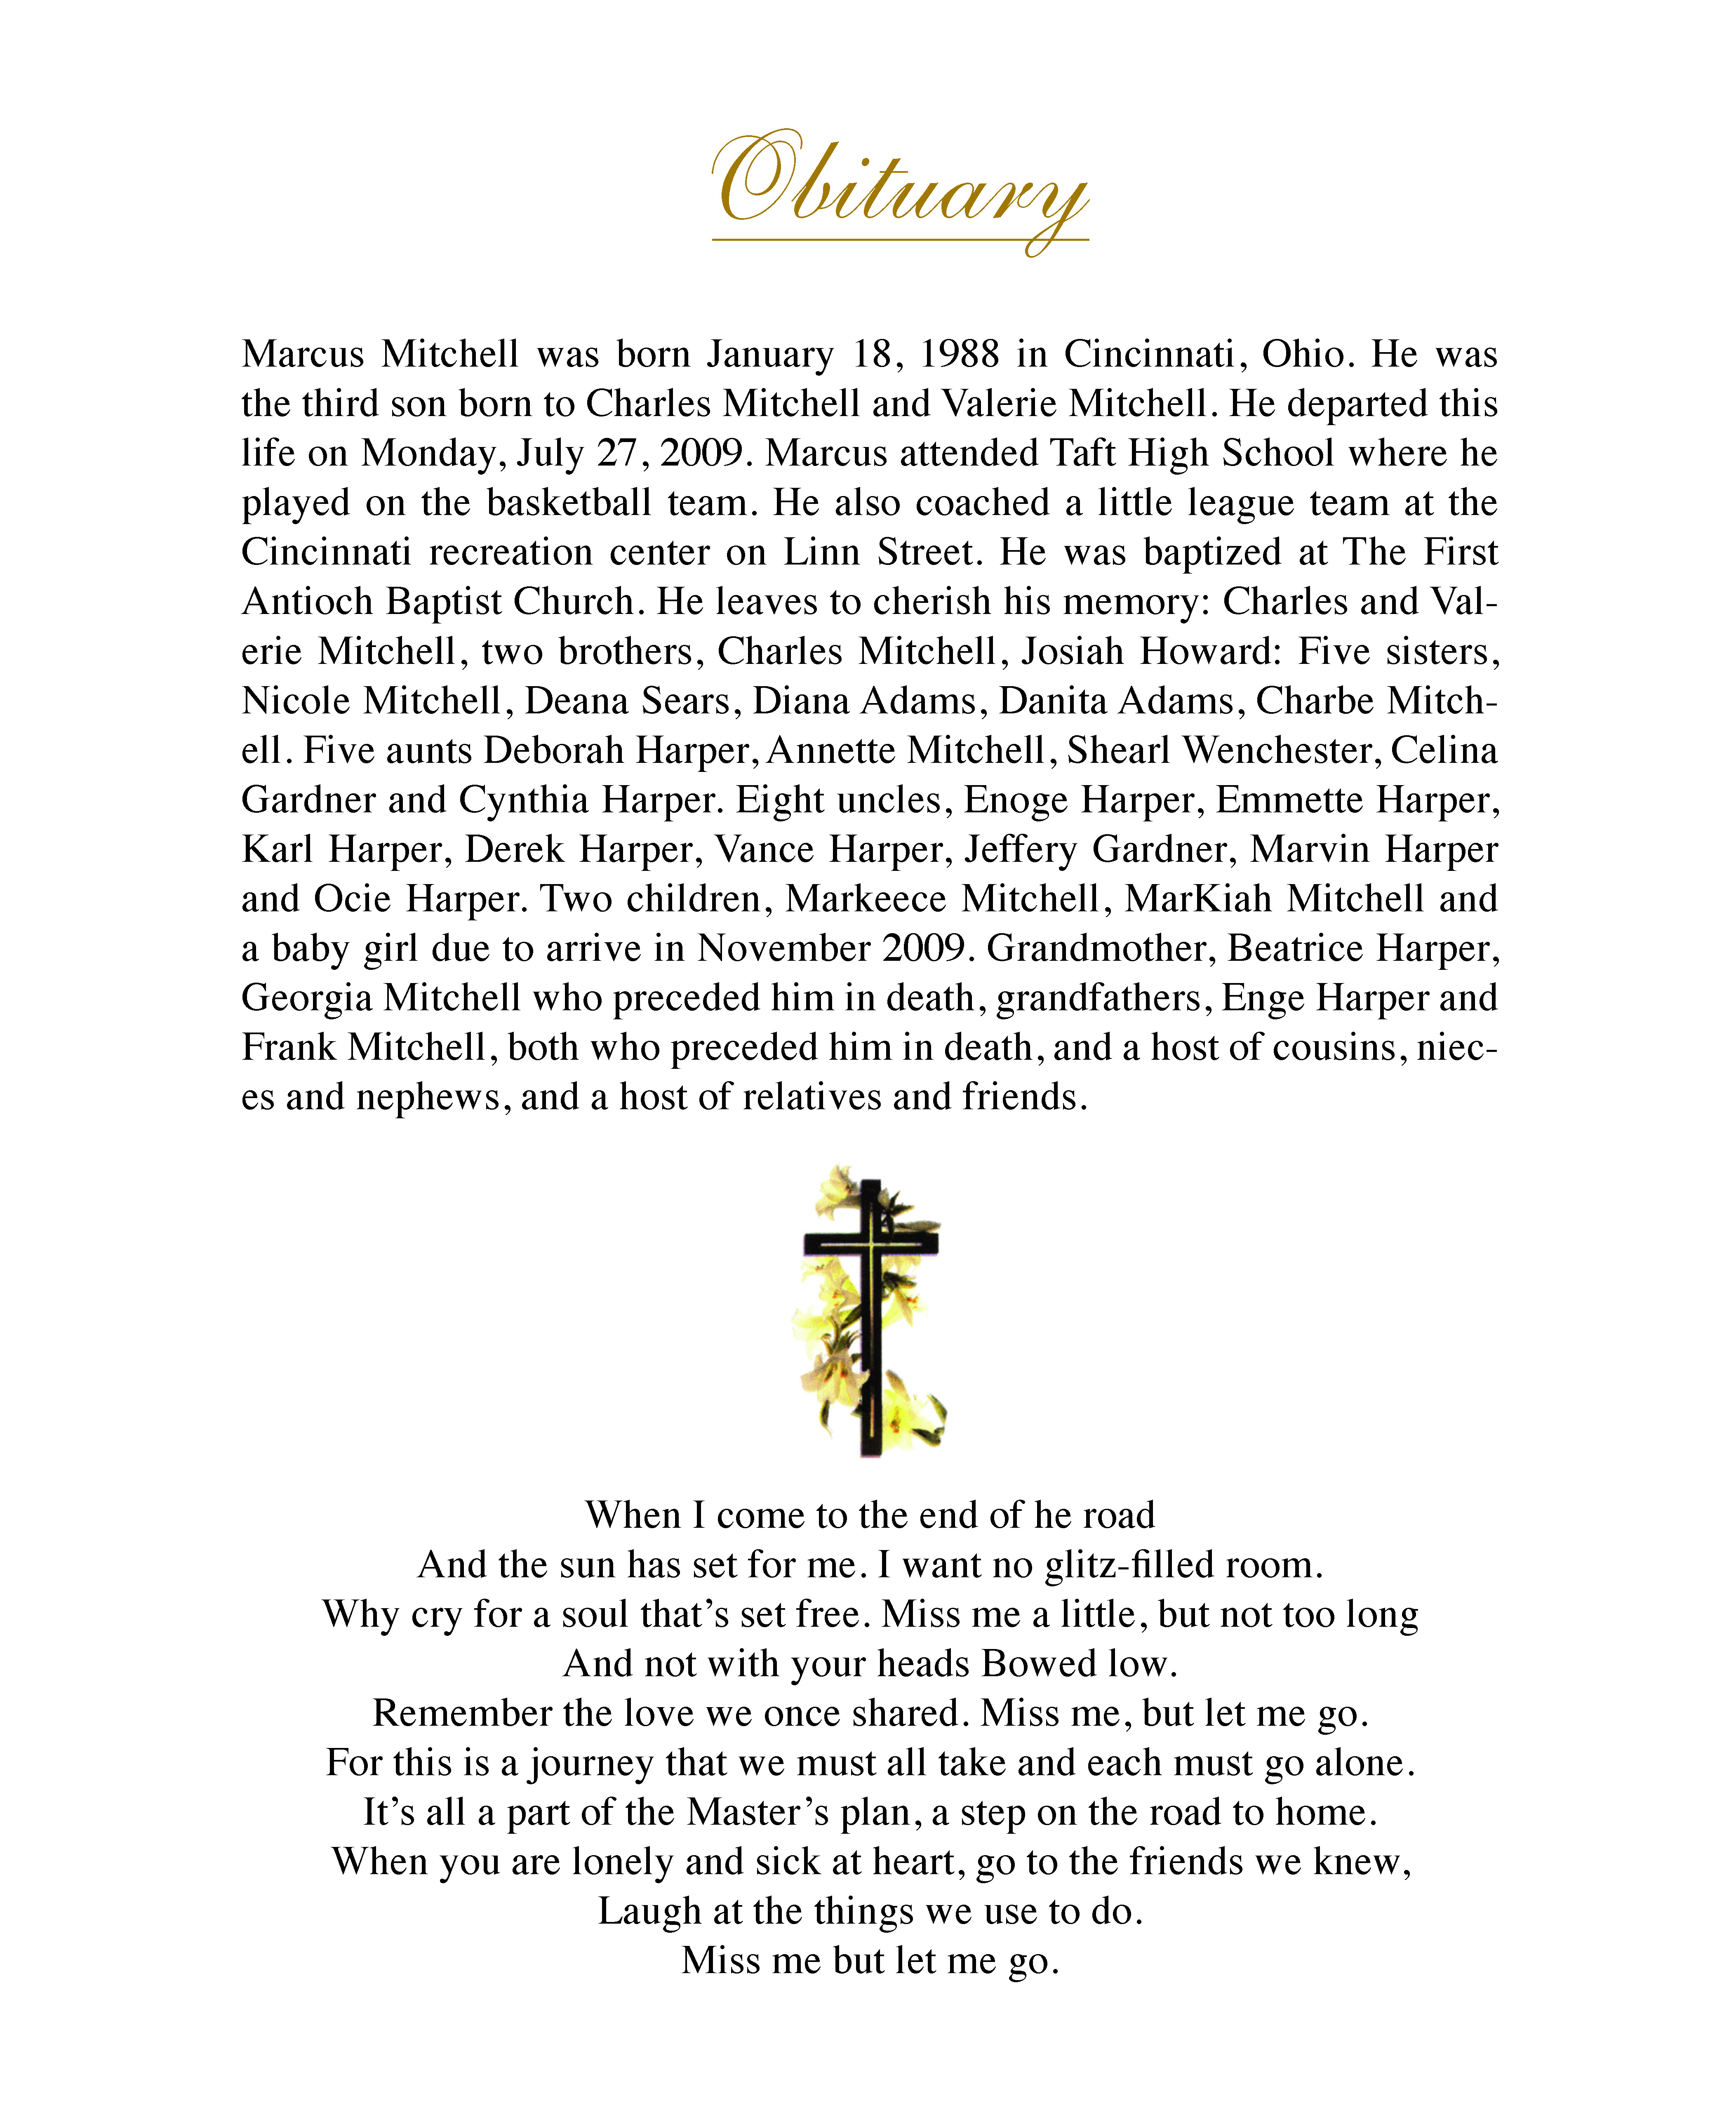 Obituary
Marcus Mitchell was born January 18, 1988 in Cincinnati, Ohio. He was
the third son born to Charles Mitchell and Valerie Mitchell. He departed this
life on Monday, July 27, 2009. Marcus attended Taft High School where he
played on the basketball team. He also coached a little league team at the
Cincinnati recreation center on Linn Street. He was baptized at The First
Antioch Baptist Church. He leaves to cherish his memory: Charles and Val-
erie Mitchell, two brothers, Charles Mitchell, Josiah Howard: Five sisters,
Nicole Mitchell, Deana Sears, Diana Adams, Danita Adams, Charbe Mitch-
ell. Five aunts Deborah Harper, Annette Mitchell, Shearl Wenchester, Celina
Gardner and Cynthia Harper. Eight uncles, Enoge Harper, Emmette Harper,
Karl Harper, Derek Harper, Vance Harper, Jeffery Gardner, Marvin Harper
and Ocie Harper. Two children, Markeece Mitchell, MarKiah Mitchell and
a baby girl due to arrive in November 2009. Grandmother, Beatrice Harper,
Georgia Mitchell who preceded him in death, grandfathers, Enge Harper and
Frank Mitchell, both who preceded him in death, and a host of cousins, niec-
es and nephews, and a host of relatives and friends.
When I come to the end of he road
And the sun has set for me. I want no glitz-filled room.
Why cry for a soul that’s set free. Miss me a little, but not too long
And not with your heads Bowed low.
Remember the love we once shared. Miss me, but let me go.
For this is a journey that we must all take and each must go alone.
It’s all a part of the Master’s plan, a step on the road to home.
When you are lonely and sick at heart, go to the friends we knew,
Laugh at the things we use to do.
Miss me but let me go.